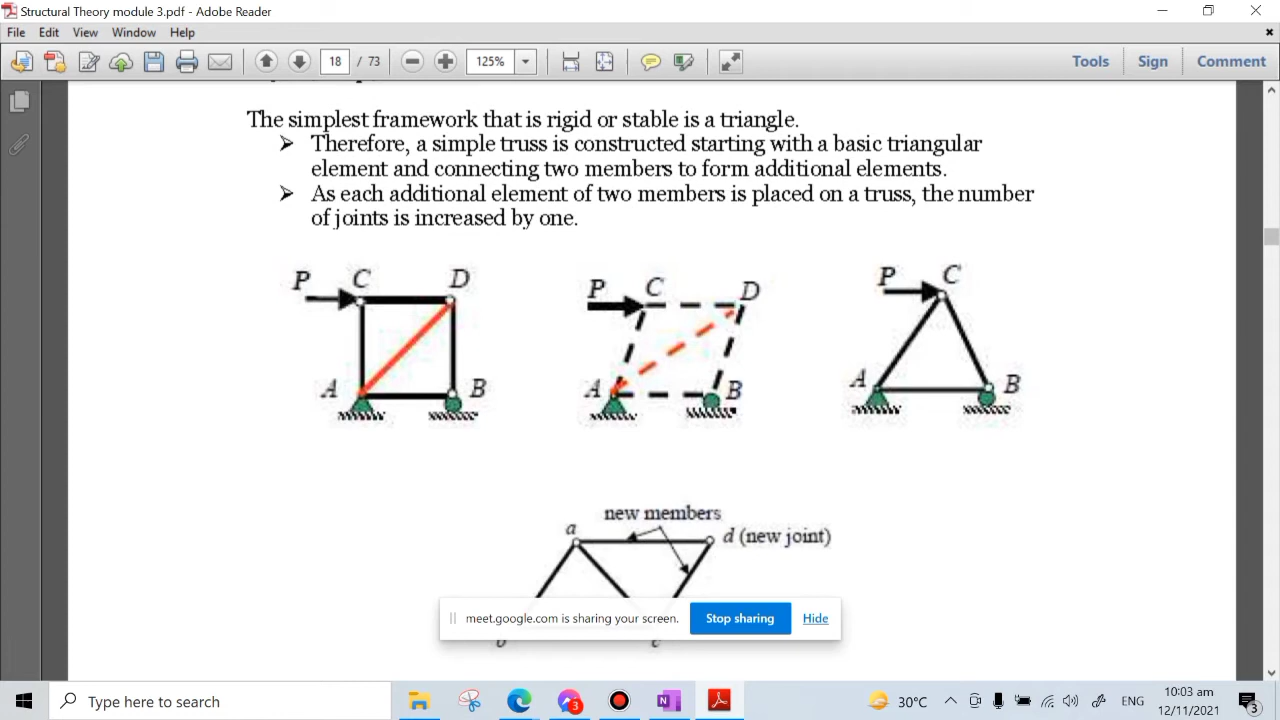 Structural Theory module 3.pdf - Adobe Reader
File Edit View Window Help
18 / 73 125% Tools Sign Comment
The simplest framework that is rigid or stable is a triangle.
➢ Therefore, a simple truss is constructed starting with a basic triangular
element and connecting two members to form additional elements.
➢ As each additional element of two members is placed on a truss, the number
of joints is increased by one.
P C D P C D P C
A B A B A B
new members
a d (new joint)
meet.google.com is sharing your screen. Stop sharing Hide
Type here to search 3 30°C ENG 10:03 am
12/11/2021 3